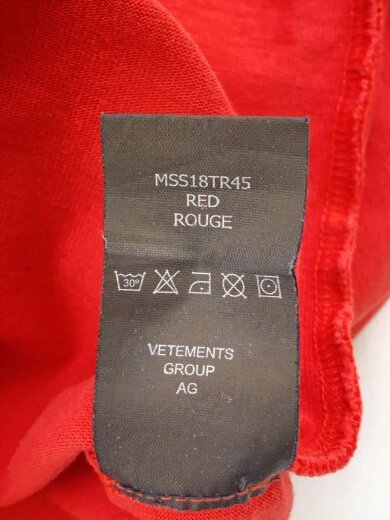 MSS18TR45
RED
ROUGE
30°
VETEMENTS
GROUP
AG